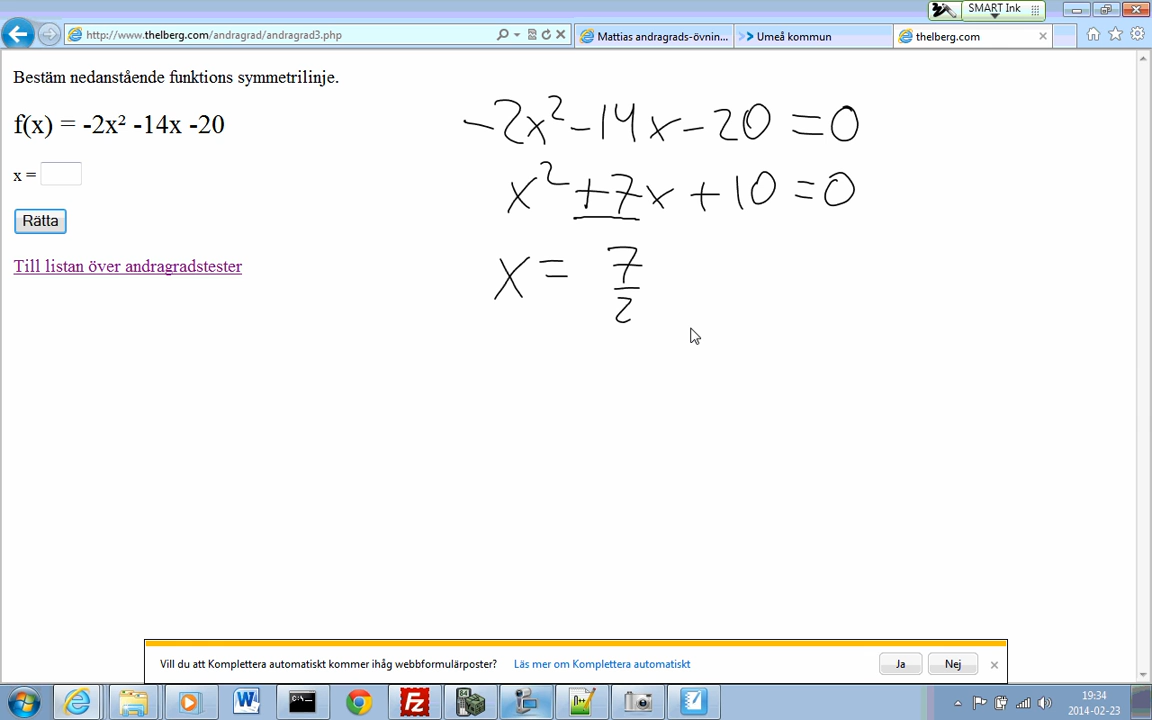 SMART Ink
http://www.thelberg.com/andragrad/andragrad3.php
Mattias andragrads-övnin...
Umeå kommun
thelberg.com
Bestäm nedanstående funktions symmetrilinje.
f(x) = -2x² -14x -20
x =
Rätta
Till listan över andragradstester
-2x²-14x-20=0
x²+7x+10=0
x= 7/2
Vill du att Komplettera automatiskt kommer ihåg webbformulärposter? Läs mer om Komplettera automatiskt Ja Nej
19:34
2014-02-23